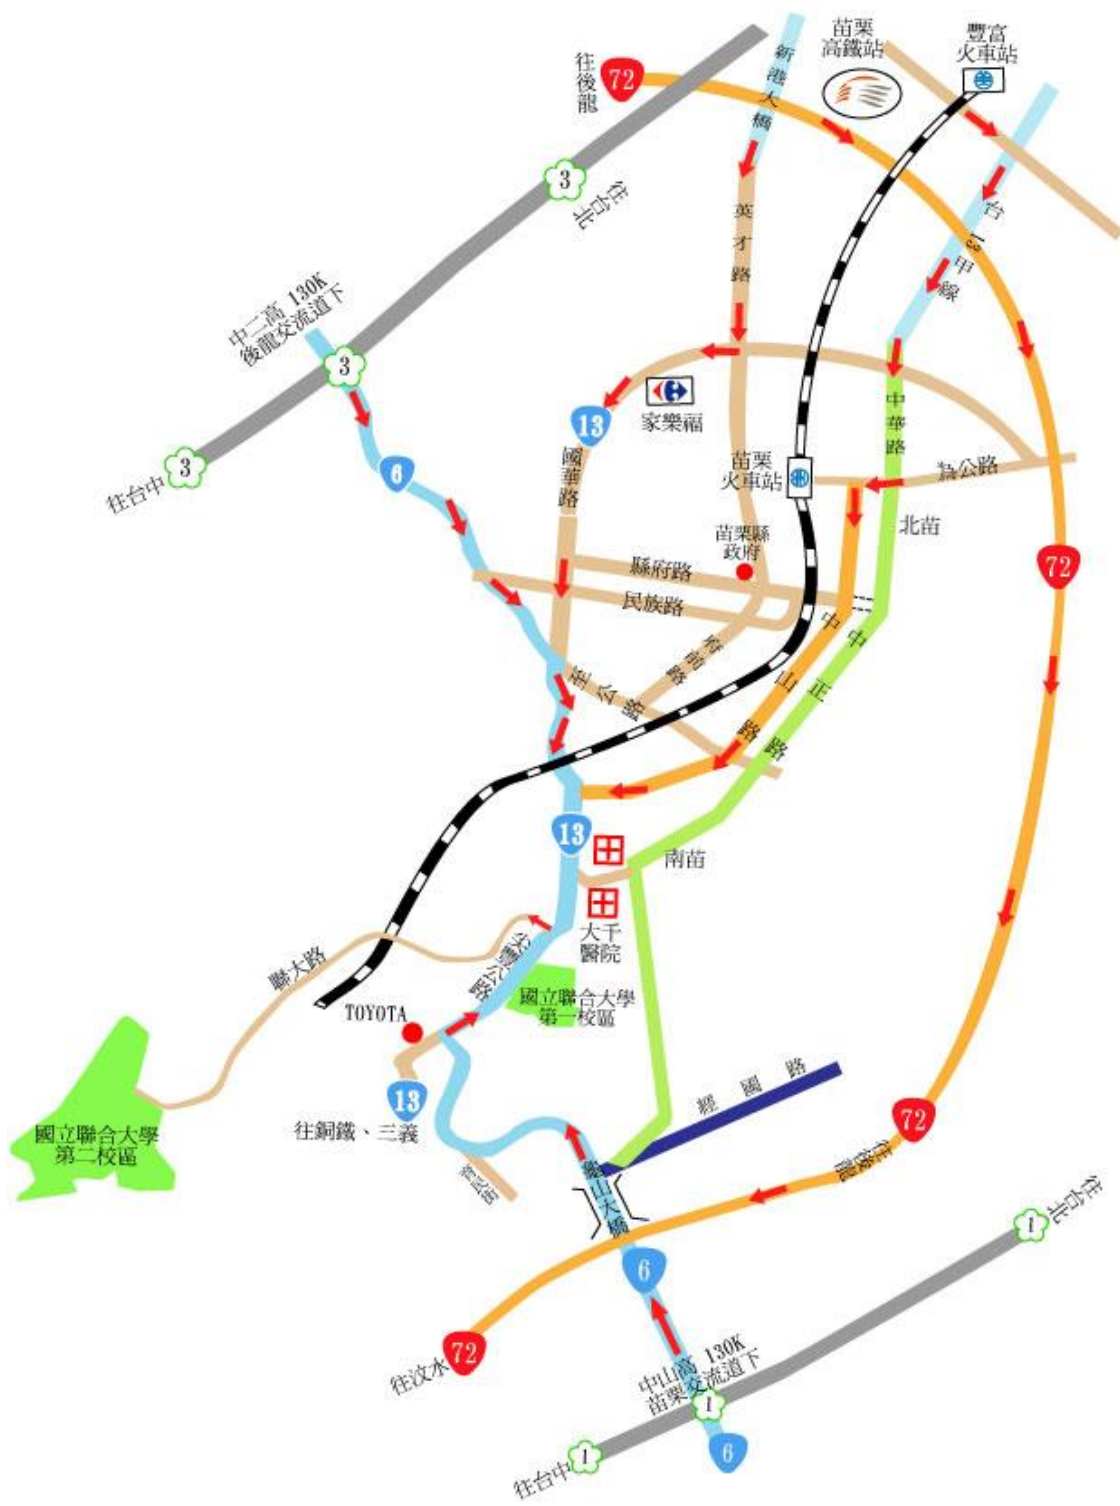 苗栗
高鐵站
豐富
火車站
往後龍
72
新港大橋
3
往台北
英才路
台13甲線
中二高 130K
後龍交流道下
3
3
往台中
6
13
家樂福
國華路
中華路
苗栗
火車站
為公路
北苗
苗栗縣
政府
72
縣府路
民族路
府前路
至公路
中山路
中正路
13
南苗
大千
醫院
尖豐公路
聯大路
國立聯合大學
第一校區
TOYOTA
13
往銅鐵、三義
國立聯合大學
第二校區
經國路
72
往後龍
龜山大橋
6
1
往台北
72
往汶水
中山高 130K
苗栗交流道下
1
1
往台中
6